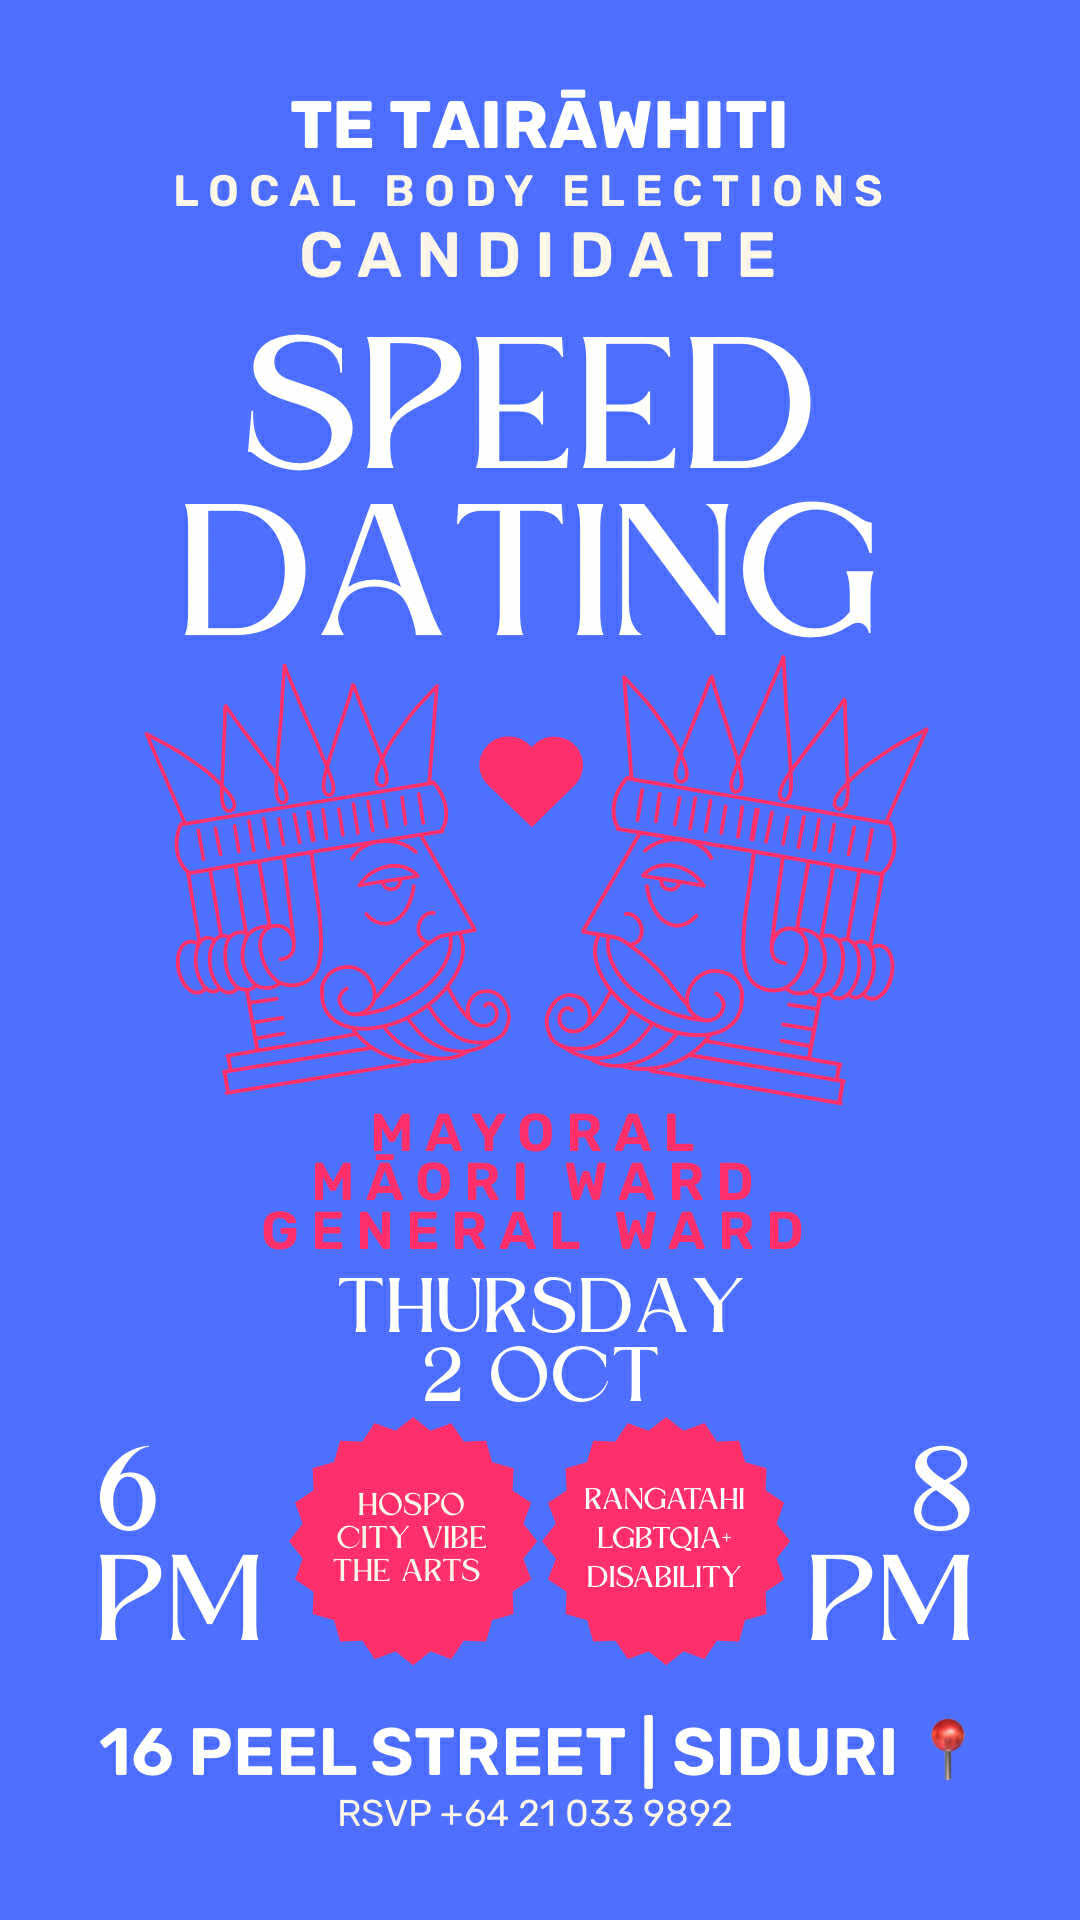 TE TAIRĀWHITI
LOCAL BODY ELECTIONS
CANDIDATE
SPEED
DATING
MAYORAL
MĀORI WARD
GENERAL WARD
THURSDAY
2 OCT
6
PM
HOSPO
CITY VIBE
THE ARTS
RANGATAHI
LGBTQIA+
DISABILITY
8
PM
16 PEEL STREET | SIDURI 📍
RSVP +64 21 033 9892